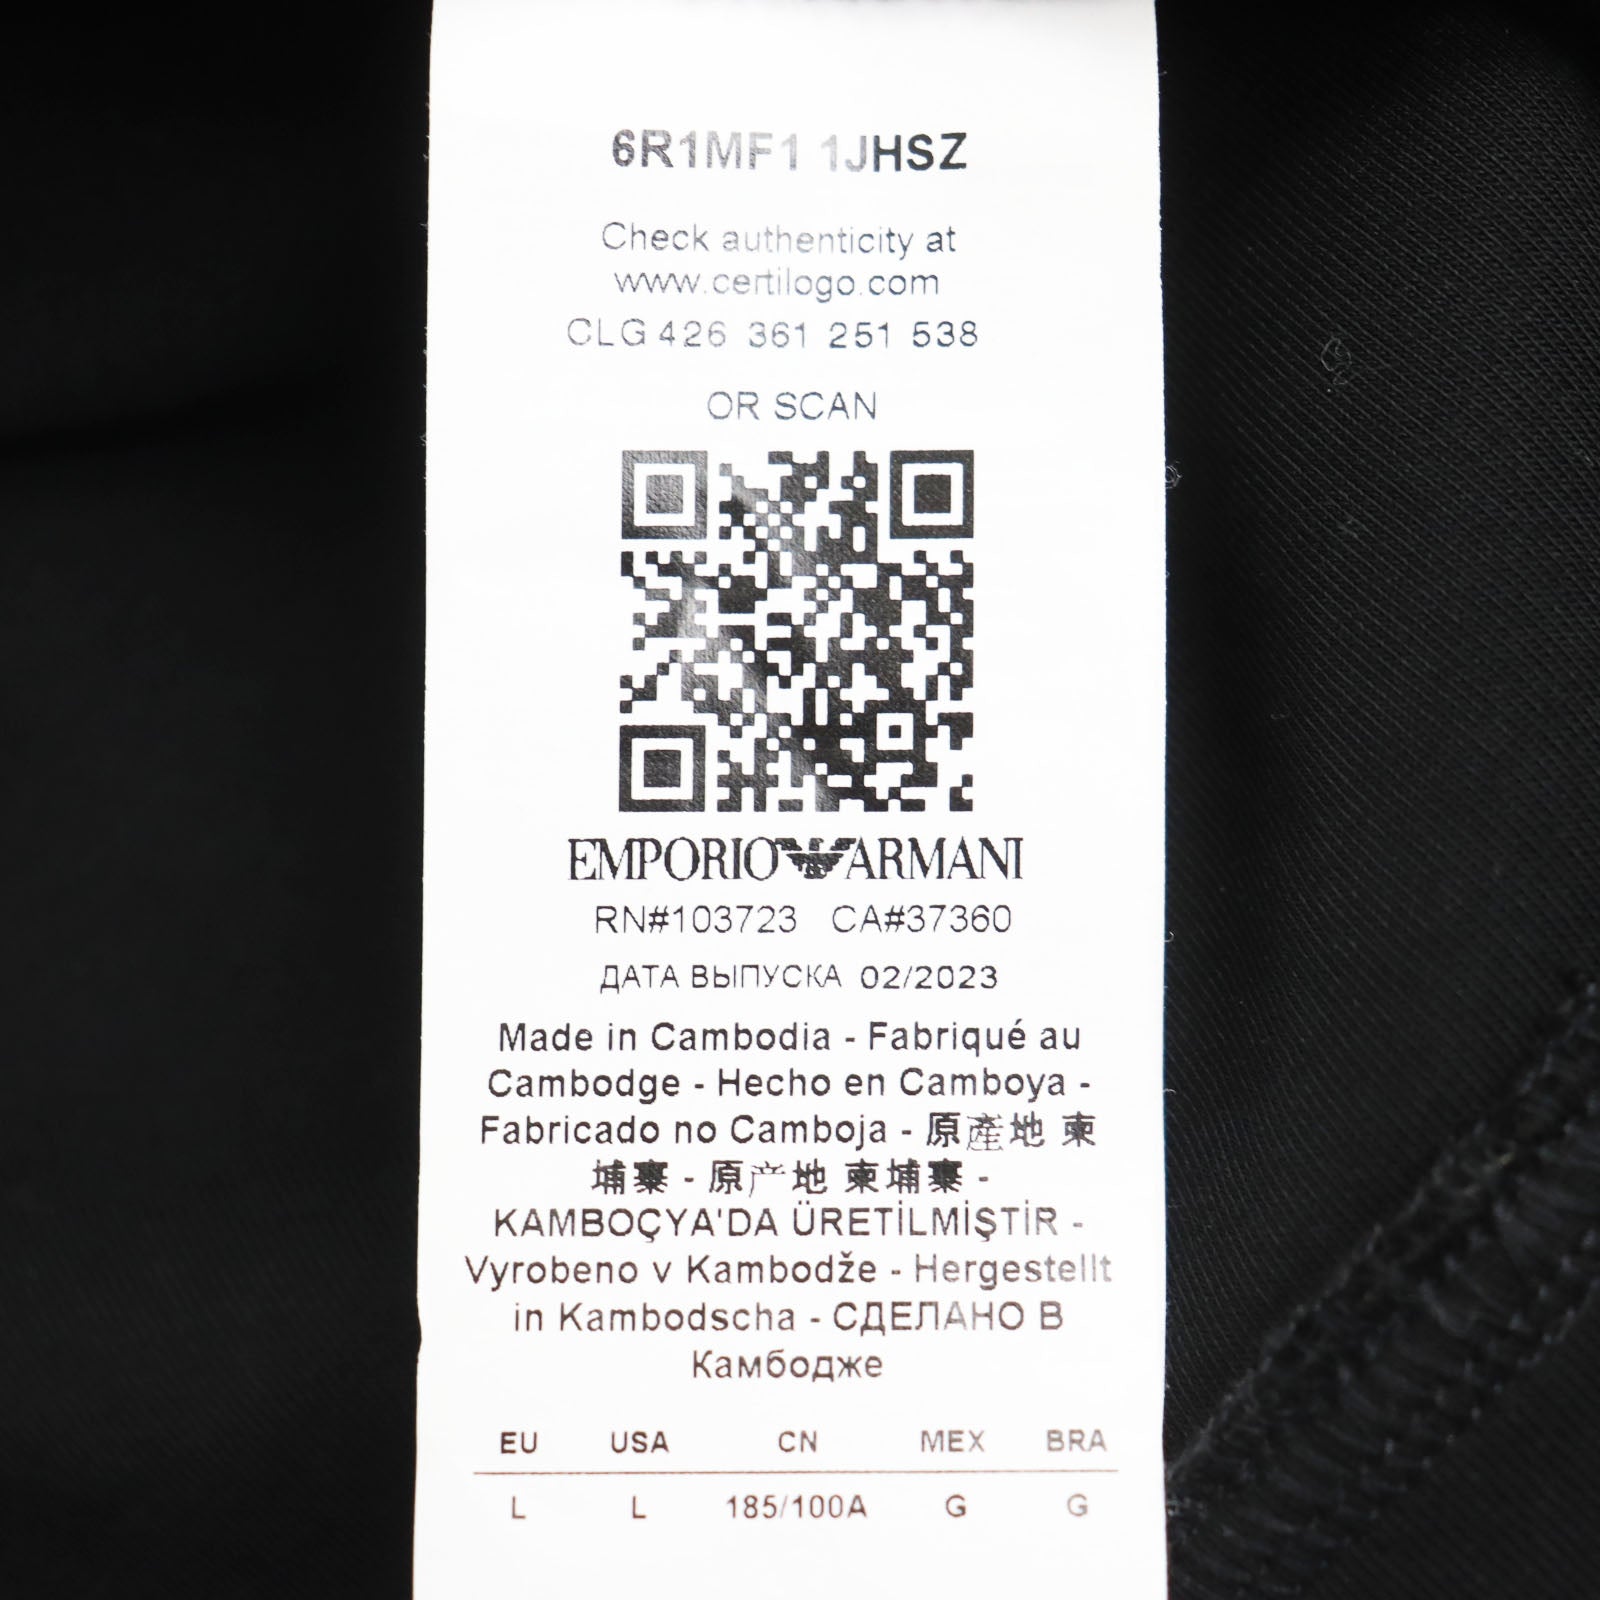 6R1MF1 1JHSZ
Check authenticity at
www.certilogo.com
CLG 426 361 251 538
OR SCAN
EMPORIO ARMANI
RN#103723 CA#37360
ДАТА ВЫПУСКА 02/2023
Made in Cambodia - Fabriqué au
Cambodge - Hecho en Camboya -
Fabricado no Camboja - 原產地 柬
埔寨 - 原产地 柬埔寨 -
KAMBOÇYA'DA ÜRETİLMİŞTİR -
Vyrobeno v Kambodže - Hergestellt
in Kambodscha - СДЕЛАНО В
Камбодже
EU USA CN MEX BRA
L L 185/100A G G